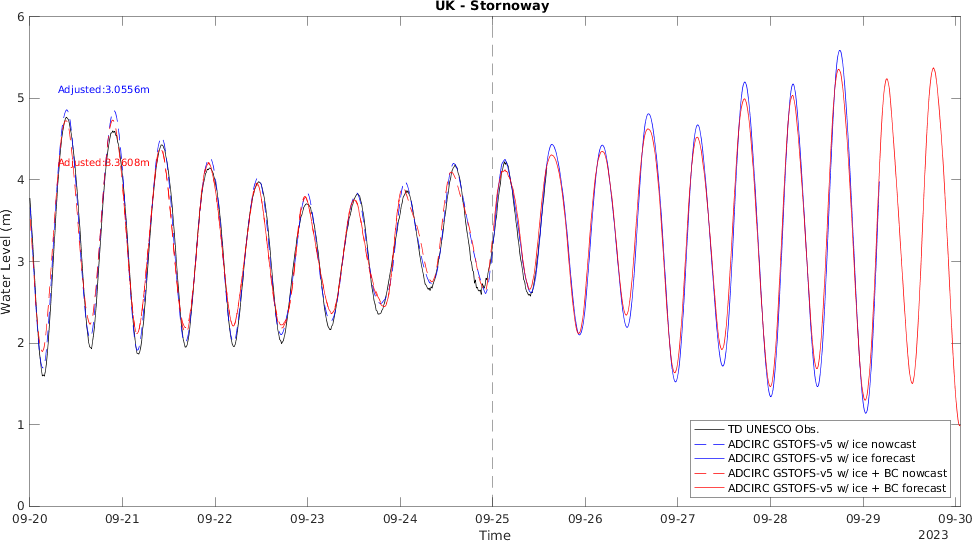 UK - Stornoway
6
5
4
3
2
1
0
Water Level (m)
Adjusted:3.0556m
Adjusted:3.3608m
TD UNESCO Obs.
ADCIRC GSTOFS-v5 w/ ice nowcast
ADCIRC GSTOFS-v5 w/ ice forecast
ADCIRC GSTOFS-v5 w/ ice + BC nowcast
ADCIRC GSTOFS-v5 w/ ice + BC forecast
09-20 09-21 09-22 09-23 09-24 09-25 09-26 09-27 09-28 09-29 09-30
Time
2023